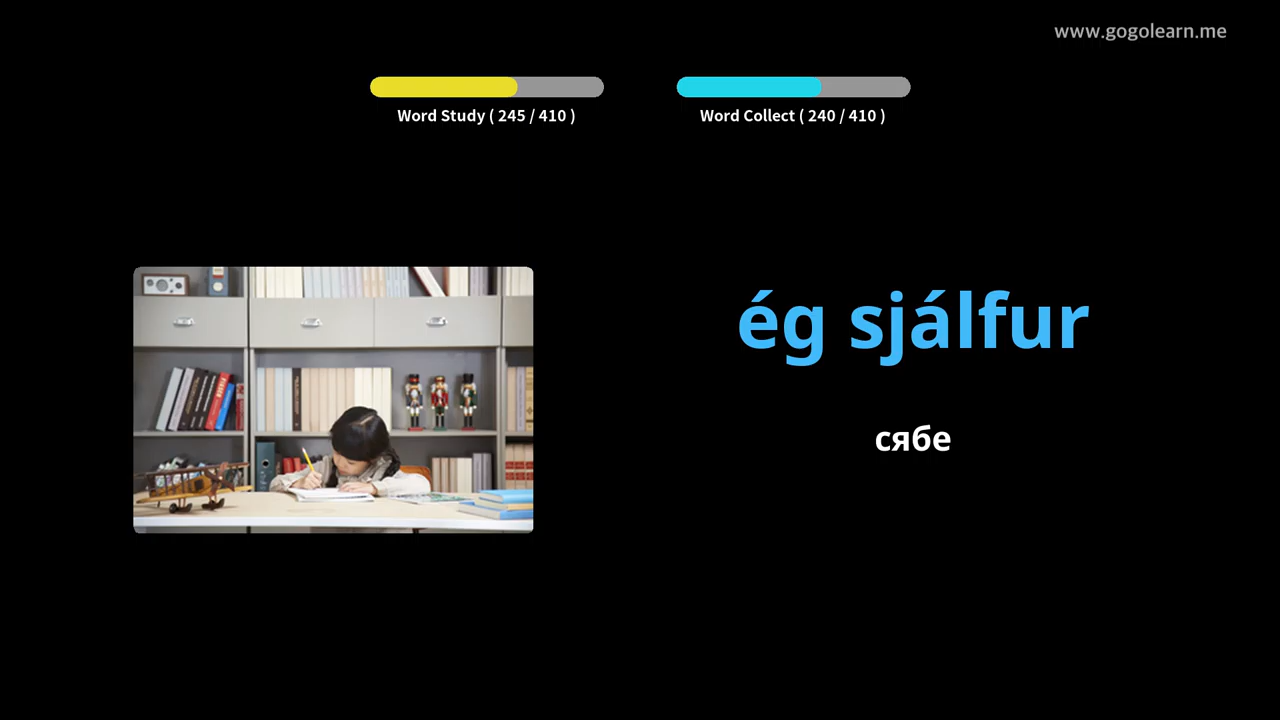 www.gogolearn.me
Word Study ( 245 / 410 )
Word Collect ( 240 / 410 )
ég sjálfur
сябе